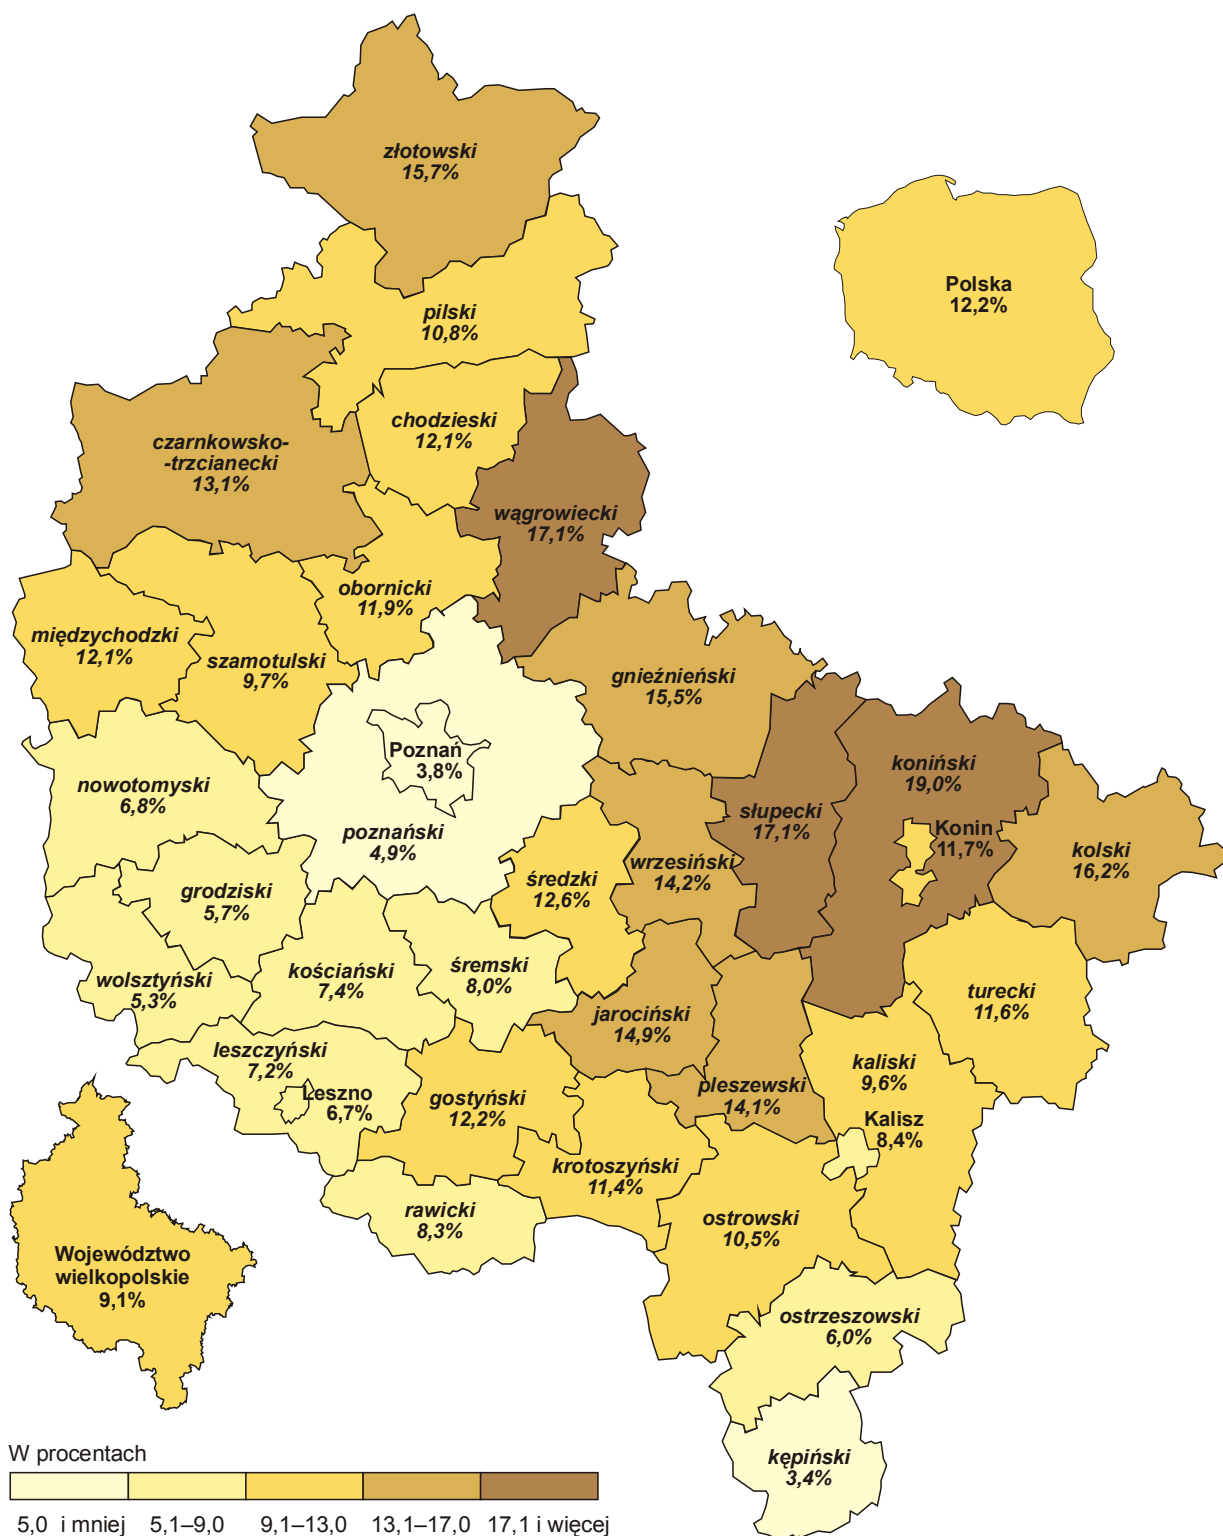 złotowski
15,7%
Polska
12,2%
pilski
10,8%
chodzieski
12,1%
czarnkowsko-
-trzcianecki
13,1%
wągrowiecki
17,1%
obornicki
11,9%
międzychodzki
12,1%
szamotulski
9,7%
gnieźnieński
15,5%
Poznań
3,8%
koniński
19,0%
nowotomyski
6,8%
słupecki
17,1%
Konin
11,7%
poznański
4,9%
wrzesiński
14,2%
kolski
16,2%
grodziski
5,7%
średzki
12,6%
wolsztyński
5,3%
kościański
7,4%
śremski
8,0%
turecki
11,6%
jarociński
14,9%
leszczyński
7,2%
kaliski
9,6%
Leszno
6,7%
gostyński
12,2%
pleszewski
14,1%
Kalisz
8,4%
krotoszyński
11,4%
rawicki
8,3%
ostrowski
10,5%
Województwo
wielkopolskie
9,1%
ostrzeszowski
6,0%
kępiński
3,4%
W procentach
5,0 i mniej 5,1–9,0 9,1–13,0 13,1–17,0 17,1 i więcej